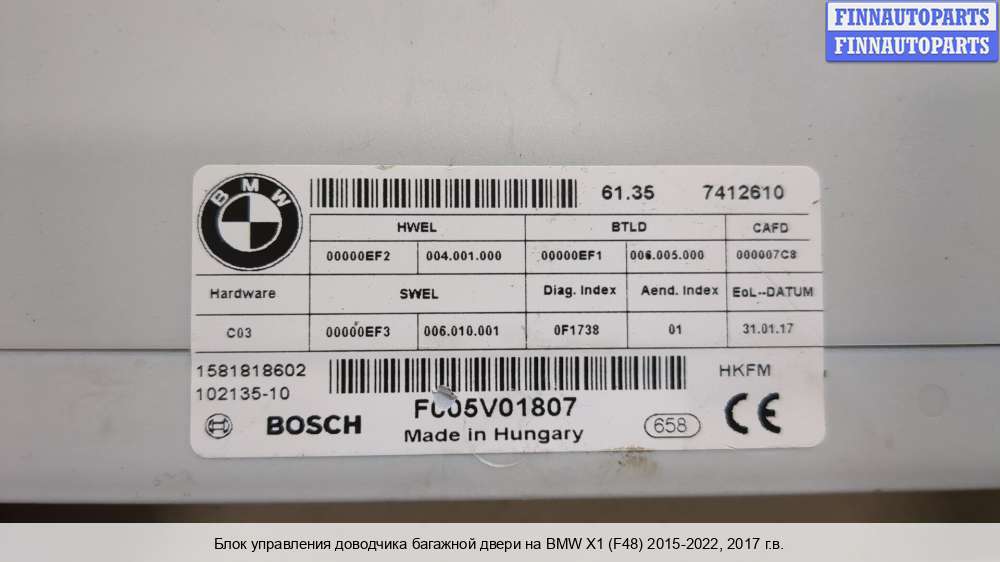 FINNAUTOPARTS
FINNAUTOPARTS
BMW
61.35 7412610
HWEL BTLD CAFD
00000EF2 004.001.000 00000EF1 006.005.000 000007C8
Hardware SWEL Diag. Index Aend. Index EoL--DATUM
C03 00000EF3 006.010.001 0F1738 01 31.01.17
1581818602 HKFM
102135-10
BOSCH F005V01807 658 CE
Made in Hungary
Блок управления доводчика багажной двери на BMW X1 (F48) 2015-2022, 2017 г.в.